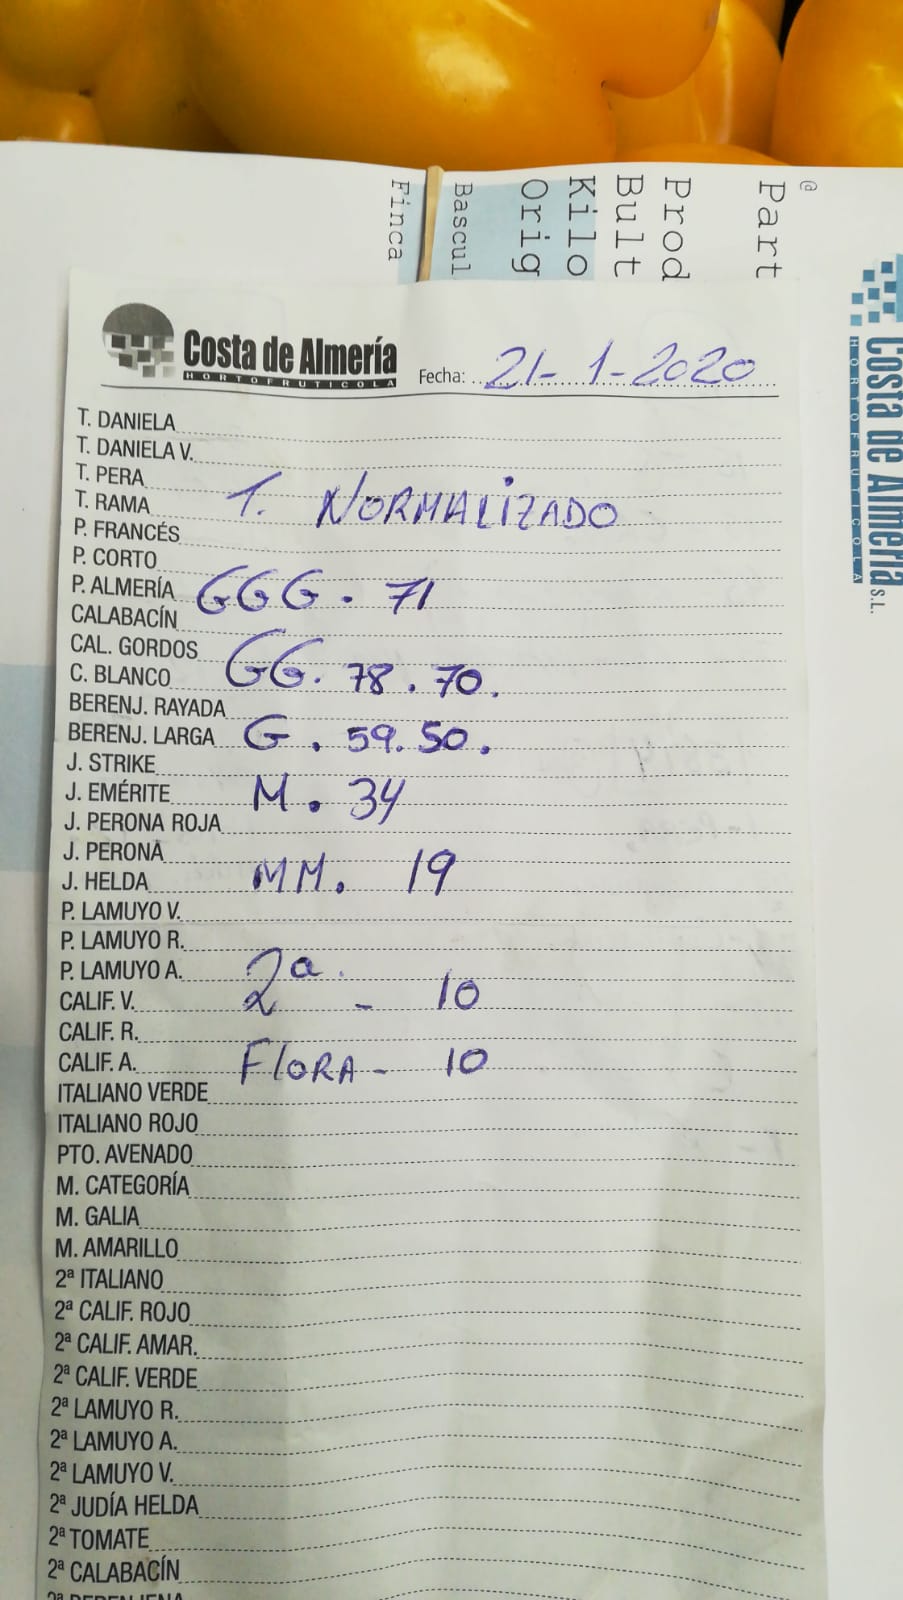 @
Part
Prod
Bult
Kilo
Orig
Bascul
Finca
Costa de Almería S.L.
HORTOFRUTICOLA
Costa de Almería
HORTOFRUTICOLA
Fecha: 21-1-2020
T. DANIELA
T. DANIELA V.
T. PERA
T. RAMA T. NORMALIZADO
P. FRANCÉS
P. CORTO
P. ALMERÍA GGG. 71
CALABACÍN
CAL. GORDOS
C. BLANCO GG. 78. 70.
BERENJ. RAYADA
BERENJ. LARGA G. 59. 50.
J. STRIKE
J. EMÉRITE M. 34
J. PERONA ROJA
J. PERONA
J. HELDA MM. 19
P. LAMUYO V.
P. LAMUYO R.
P. LAMUYO A.
CALIF. V. 2ª. - 10
CALIF. R.
CALIF. A. FlORA - 10
ITALIANO VERDE
ITALIANO ROJO
PTO. AVENADO
M. CATEGORÍA
M. GALIA
M. AMARILLO
2ª ITALIANO
2ª CALIF. ROJO
2ª CALIF. AMAR.
2ª CALIF. VERDE
2ª LAMUYO R.
2ª LAMUYO A.
2ª LAMUYO V.
2ª JUDÍA HELDA
2ª TOMATE
2ª CALABACÍN
2ª BERENJENA